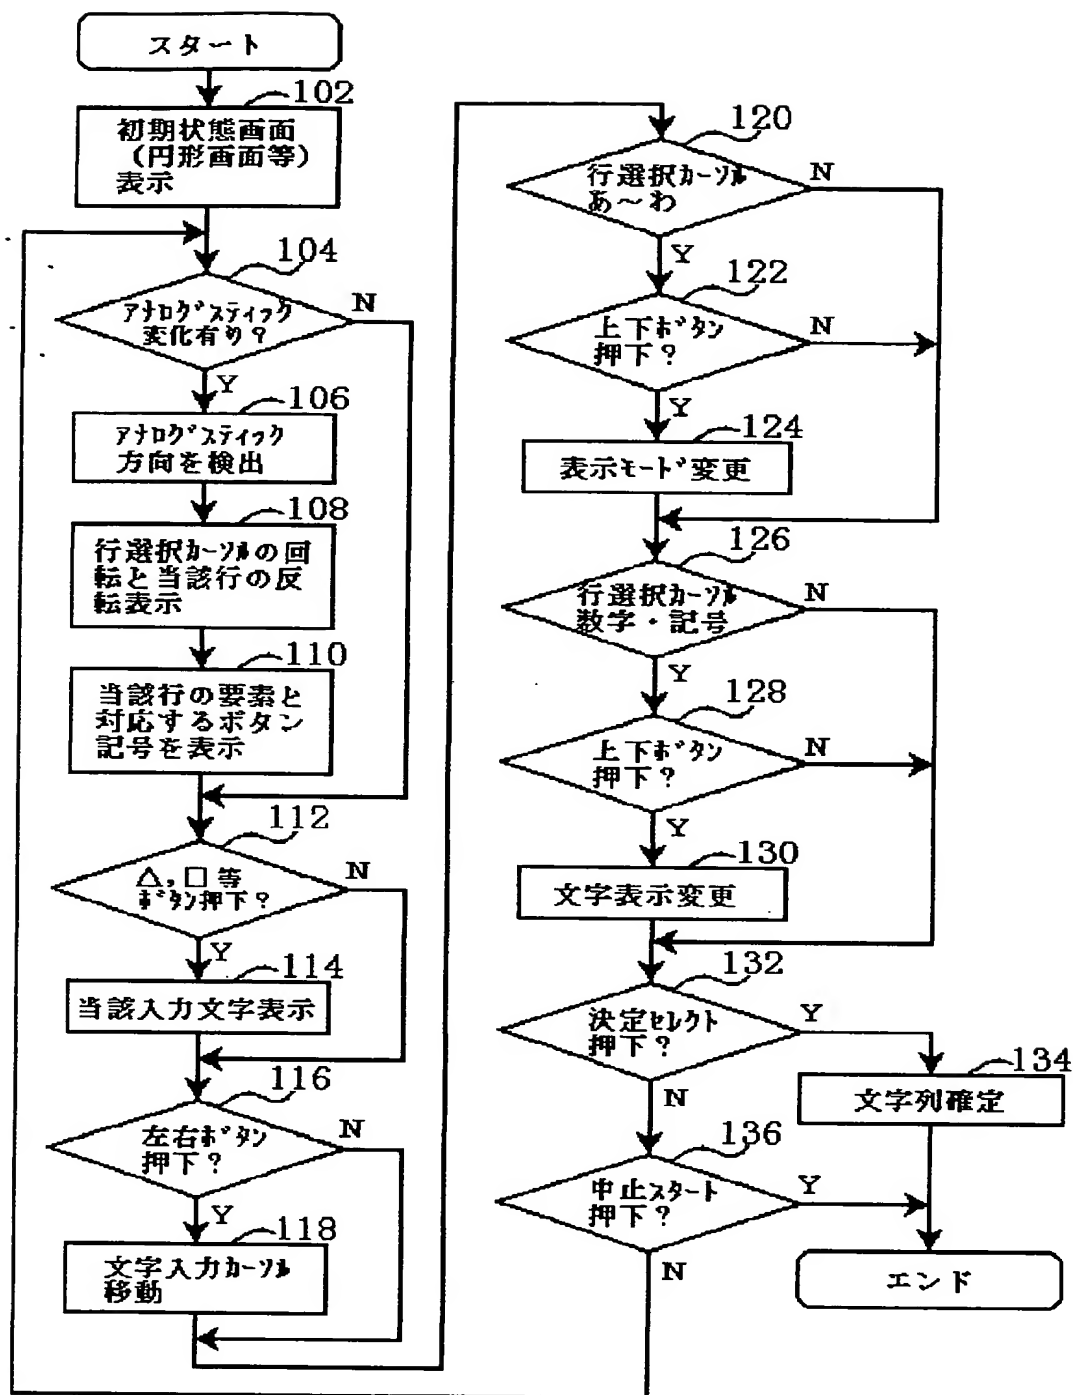 スタート
102
初期状態画面
(円形画面等)
表示
104
アナログスティック
変化有り?
N
Y
106
アナログスティック
方向を検出
108
行選択カーソルの回
転と当該行の反
転表示
110
当該行の要素と
対応するボタン
記号を表示
112
△,□等
ボタン押下?
N
Y
114
当該入力文字表示
116
左右ボタン
押下?
N
Y
118
文字入力カーソル
移動
120
行選択カーソル
あ~わ
N
Y
122
上下ボタン
押下?
N
Y
124
表示モード変更
126
行選択カーソル
数字・記号
N
Y
128
上下ボタン
押下?
N
Y
130
文字表示変更
132
決定セレクト
押下?
Y
N
134
文字列確定
136
中止スタート
押下?
Y
N
エンド